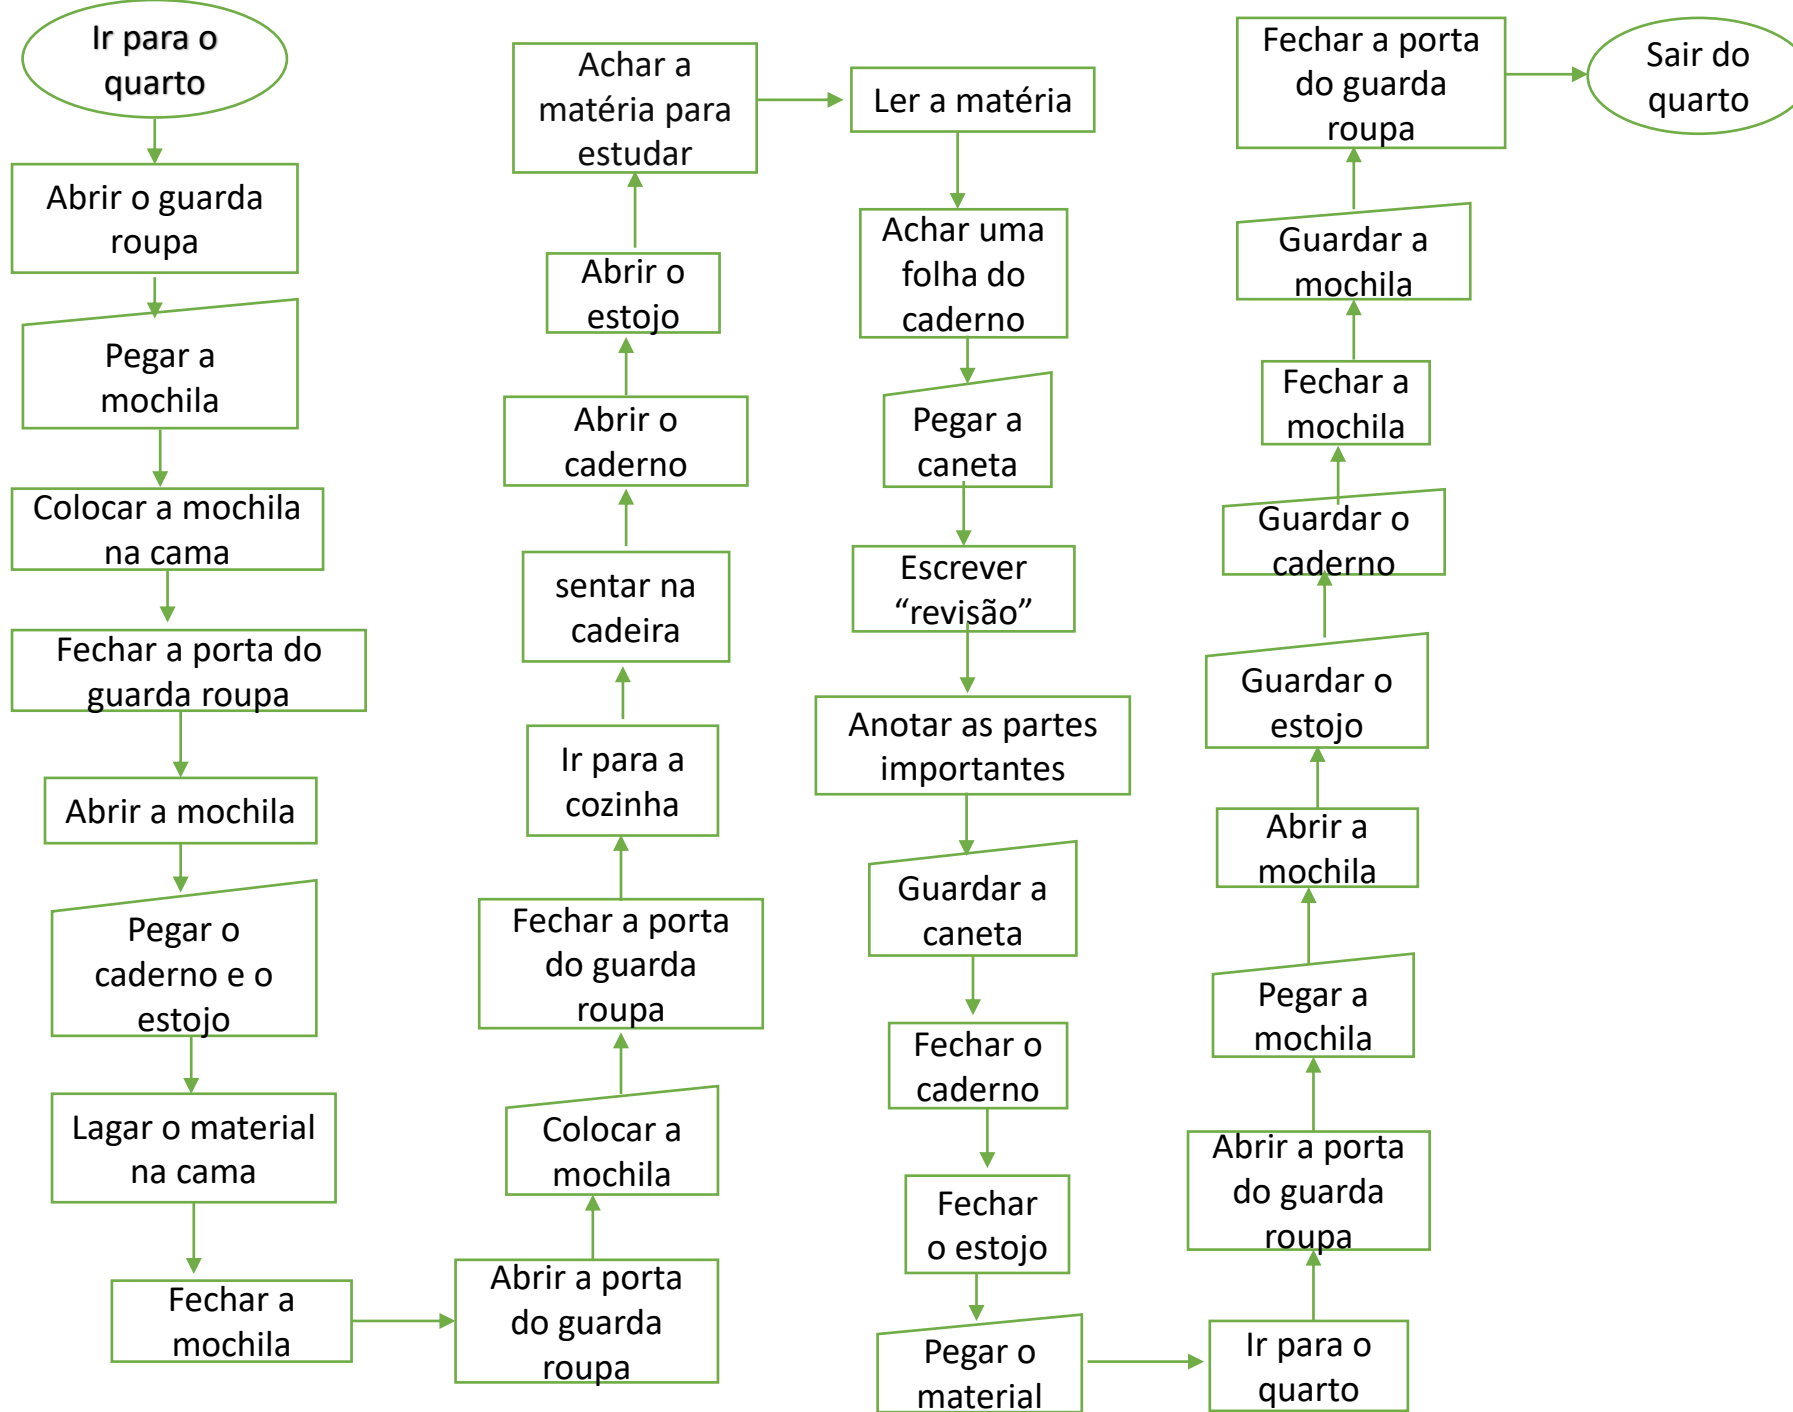 Ir para o
quarto
Abrir o guarda
roupa
Pegar a
mochila
Colocar a mochila
na cama
Fechar a porta do
guarda roupa
Abrir a mochila
Pegar o
caderno e o
estojo
Lagar o material
na cama
Fechar a
mochila
Abrir a porta
do guarda
roupa
Colocar a
mochila
Fechar a porta
do guarda
roupa
Ir para a
cozinha
sentar na
cadeira
Abrir o
caderno
Abrir o
estojo
Achar a
matéria para
estudar
Ler a matéria
Achar uma
folha do
caderno
Pegar a
caneta
Escrever
“revisão”
Anotar as partes
importantes
Guardar a
caneta
Fechar o
caderno
Fechar
o estojo
Pegar o
material
Ir para o
quarto
Abrir a porta
do guarda
roupa
Pegar a
mochila
Abrir a
mochila
Guardar o
estojo
Guardar o
caderno
Fechar a
mochila
Guardar a
mochila
Fechar a porta
do guarda
roupa
Sair do
quarto